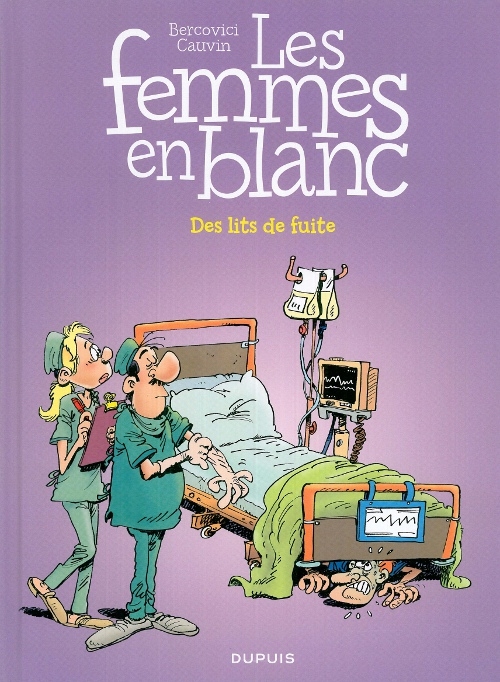 Bercovici
Cauvin
Les
femmes
en blanc
Des lits de fuite
DUPUIS